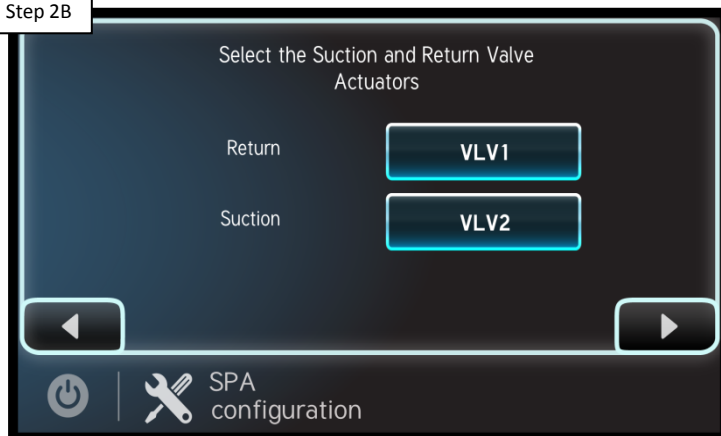 Step 2B
Select the Suction and Return Valve
Actuators
Return
VLV1
Suction
VLV2
SPA
configuration